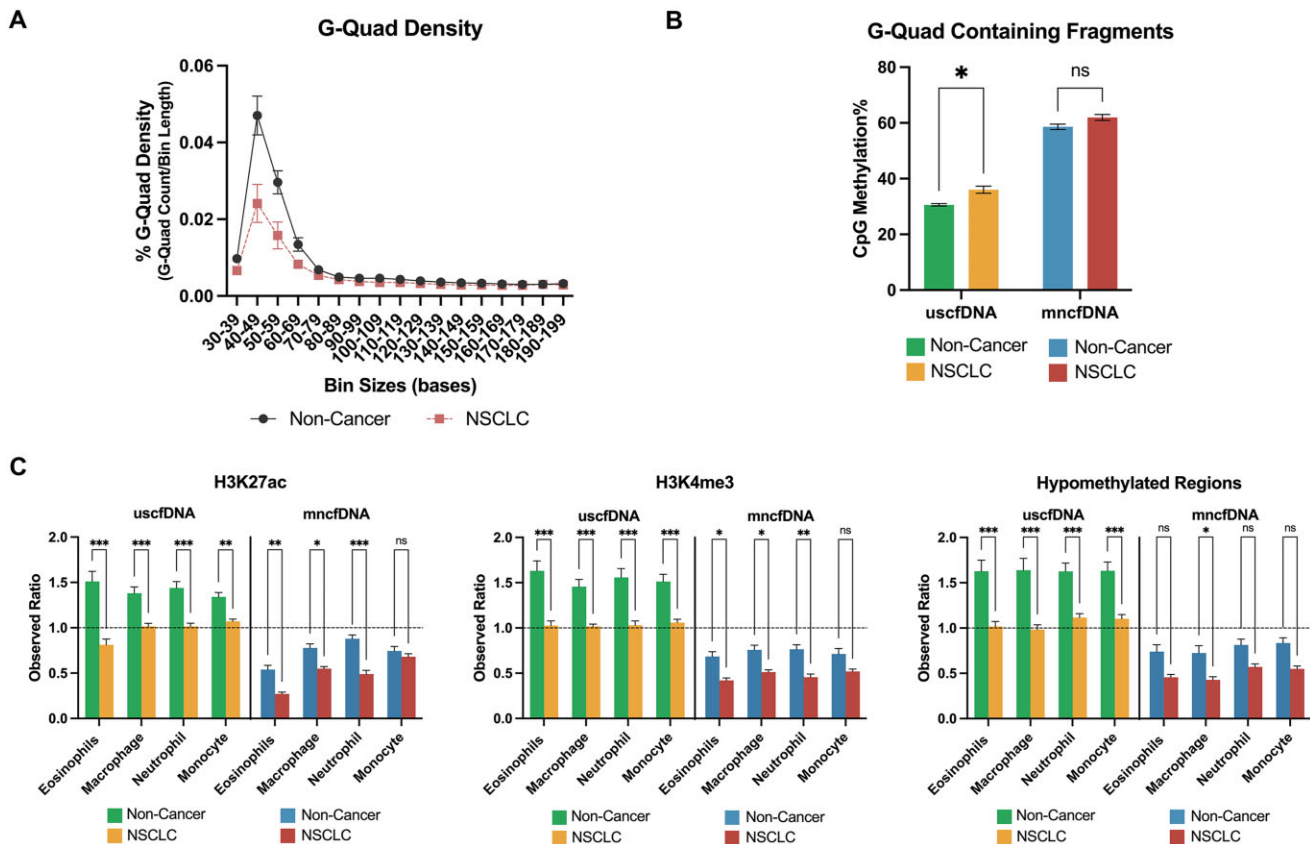 A
G-Quad Density
% G-Quad Density
(G-Quad Count/Bin Length)
0.06
0.04
0.02
0.00
30-39
40-49
50-59
60-69
70-79
80-89
90-99
100-109
110-119
120-129
130-139
140-149
150-159
160-169
170-179
180-189
190-199
Bin Sizes (bases)
Non-Cancer
NSCLC
B
G-Quad Containing Fragments
CpG Methylation%
80
60
40
20
0
*
ns
uscfDNA
mncfDNA
Non-Cancer
Non-Cancer
NSCLC
NSCLC
C
H3K27ac
uscfDNA
mncfDNA
*** *** *** ** ** * *** ns
Observed Ratio
2.0
1.5
1.0
0.5
0.0
Eosinphils
Macrophage
Neutrophil
Monocyte
Eosinphils
Macrophage
Neutrophil
Monocyte
Non-Cancer
Non-Cancer
NSCLC
NSCLC
H3K4me3
uscfDNA
mncfDNA
*** *** *** *** * * ** ns
Observed Ratio
2.0
1.5
1.0
0.5
0.0
Eosinphils
Macrophage
Neutrophil
Monocyte
Eosinphils
Macrophage
Neutrophil
Monocyte
Non-Cancer
Non-Cancer
NSCLC
NSCLC
Hypomethylated Regions
uscfDNA
mncfDNA
*** *** *** *** ns * ns ns
Observed Ratio
2.0
1.5
1.0
0.5
0.0
Eosinphils
Macrophage
Neutrophil
Monocyte
Eosinphils
Macrophage
Neutrophil
Monocyte
Non-Cancer
Non-Cancer
NSCLC
NSCLC